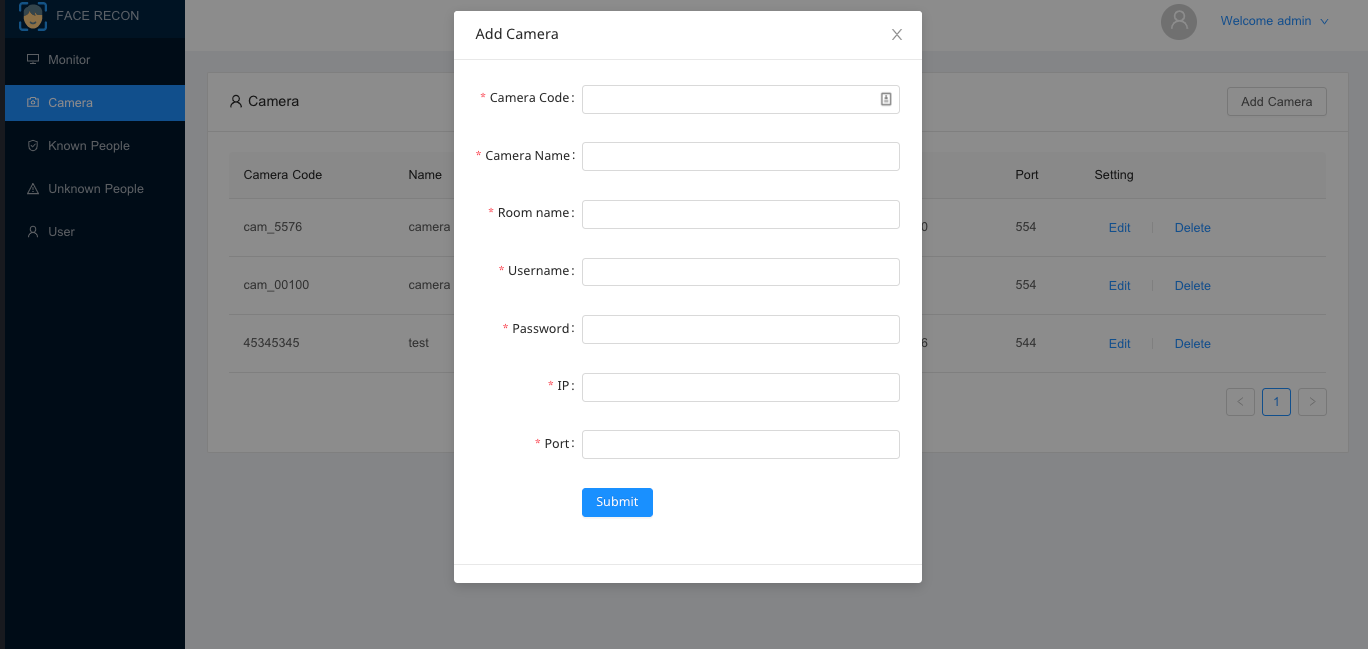 FACE RECON
Welcome admin
Monitor
Camera
Known People
Unknown People
User
Camera
Add Camera
Camera Code Name Port Setting
cam_5576 camera 0 554 Edit Delete
cam_00100 camera 554 Edit Delete
45345345 test 6 544 Edit Delete
< 1 >
Add Camera
* Camera Code:
* Camera Name:
* Room name:
* Username:
* Password:
* IP:
* Port:
Submit